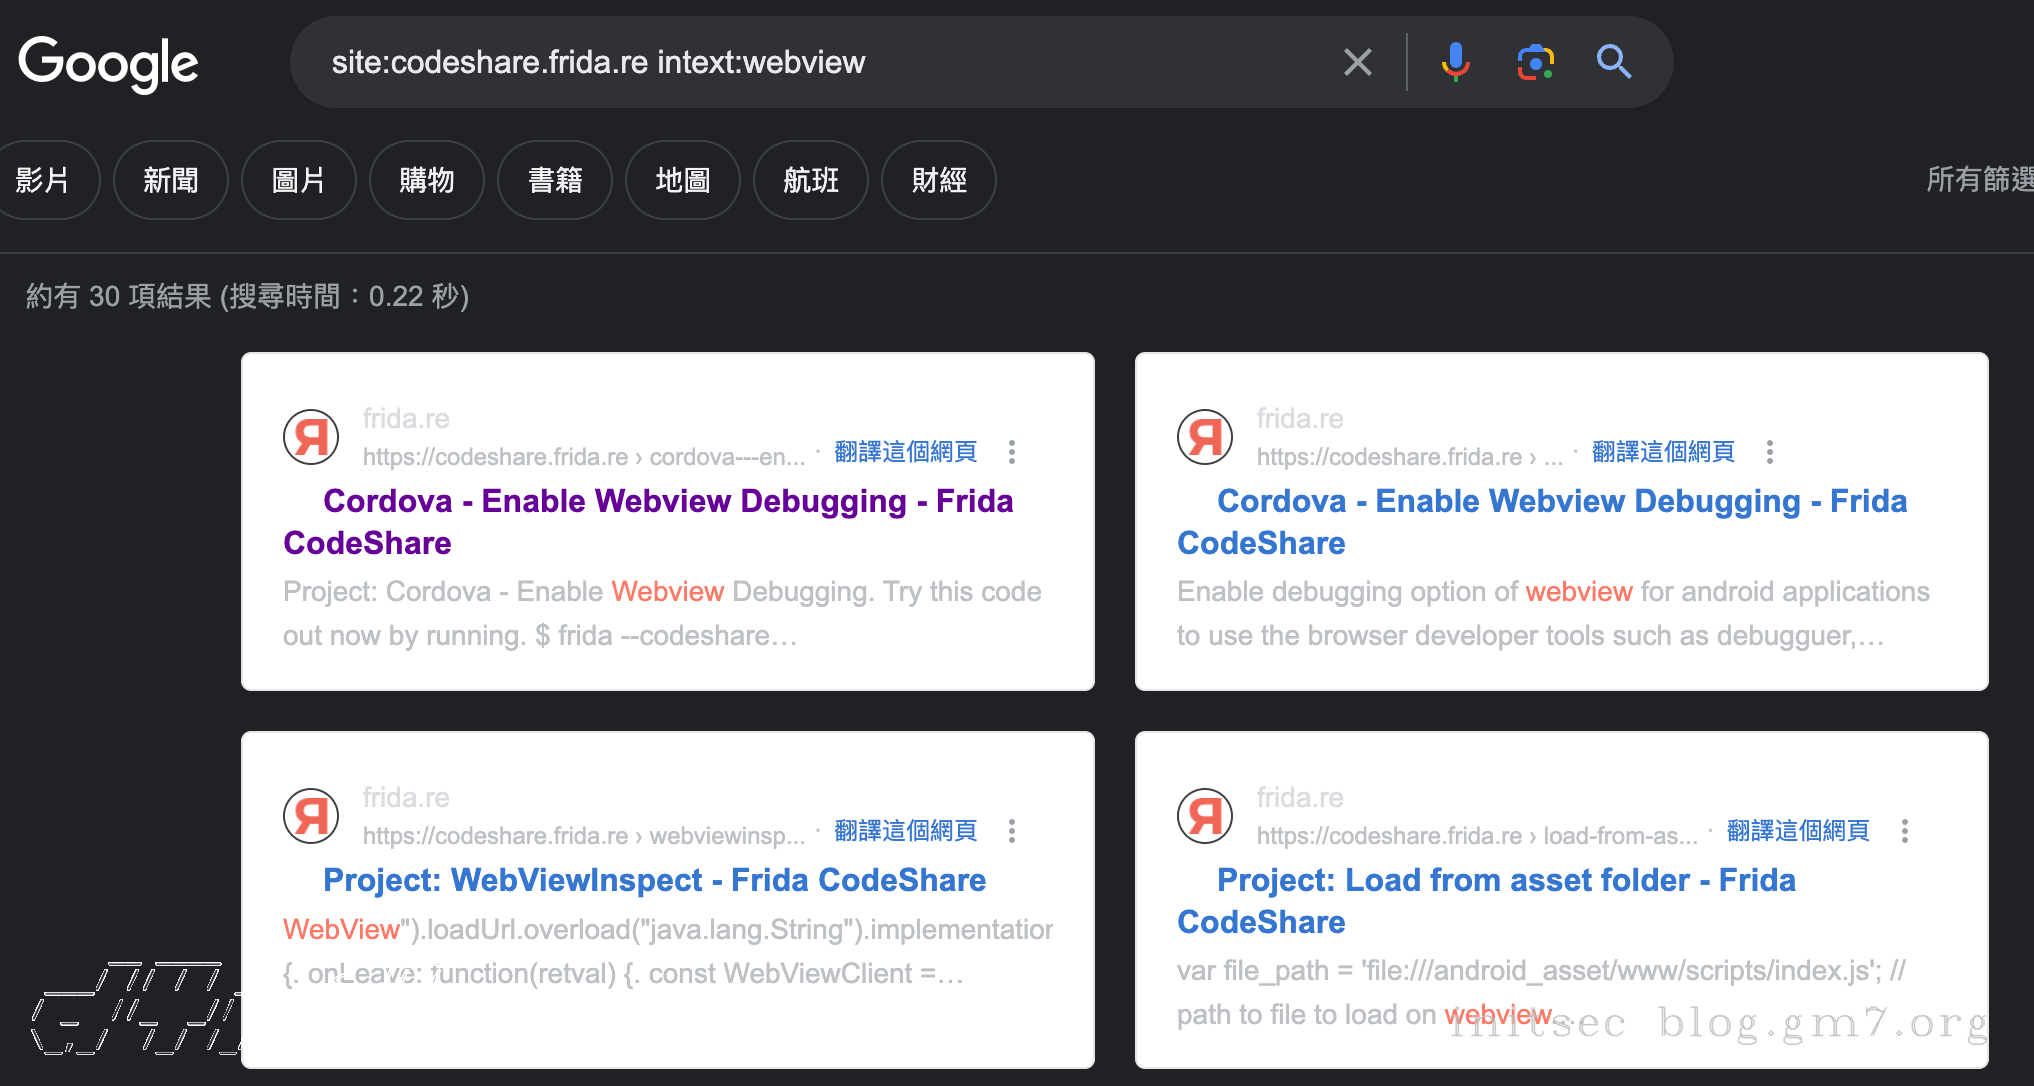 Google
site:codeshare.frida.re intext:webview
影片 新聞 圖片 購物 書籍 地圖 航班 財經
所有篩選
約有 30 項結果 (搜尋時間：0.22 秒)
frida.re
https://codeshare.frida.re › cordova---en... · 翻譯這個網頁
Cordova - Enable Webview Debugging - Frida
CodeShare
Project: Cordova - Enable Webview Debugging. Try this code
out now by running. $ frida --codeshare…
frida.re
https://codeshare.frida.re › ... · 翻譯這個網頁
Cordova - Enable Webview Debugging - Frida
CodeShare
Enable debugging option of webview for android applications
to use the browser developer tools such as debugguer,…
frida.re
https://codeshare.frida.re › webviewinsp... · 翻譯這個網頁
Project: WebViewInspect - Frida CodeShare
WebView").loadUrl.overload("java.lang.String").implementation
{. onLeave: function(retval) {. const WebViewClient =…
frida.re
https://codeshare.frida.re › load-from-as... · 翻譯這個網頁
Project: Load from asset folder - Frida
CodeShare
var file_path = 'file:///android_asset/www/scripts/index.js'; //
path to file to load on webview...
blog.gm7.org